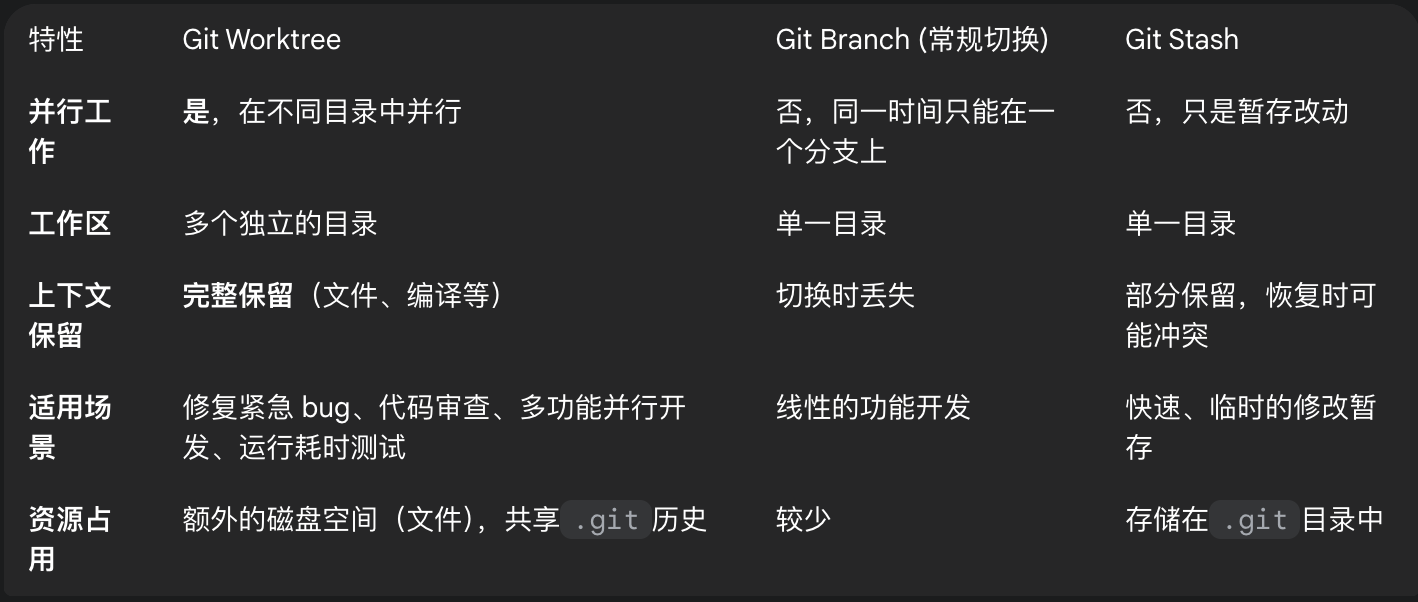 特性 Git Worktree Git Branch (常规切换) Git Stash
并行工作 是，在不同目录中并行 否，同一时间只能在一个分支上 否，只是暂存改动
工作区 多个独立的目录 单一目录 单一目录
上下文保留 完整保留（文件、编译等） 切换时丢失 部分保留，恢复时可能冲突
适用场景 修复紧急 bug、代码审查、多功能并行开发、运行耗时测试 线性的功能开发 快速、临时的修改暂存
资源占用 额外的磁盘空间（文件），共享 .git 历史 较少 存储在 .git 目录中